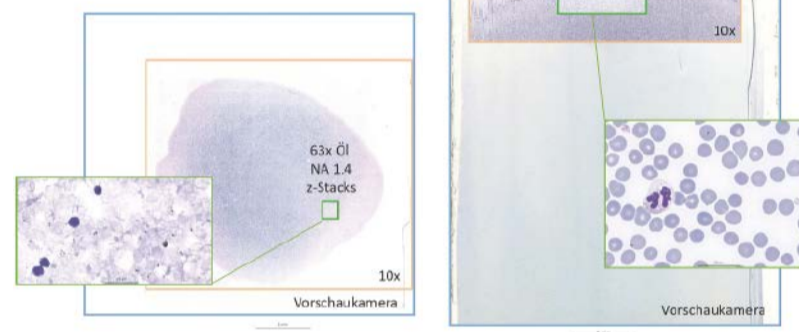 63x Öl
NA 1.4
z-Stacks
10x
Vorschaukamera
10x
Vorschaukamera